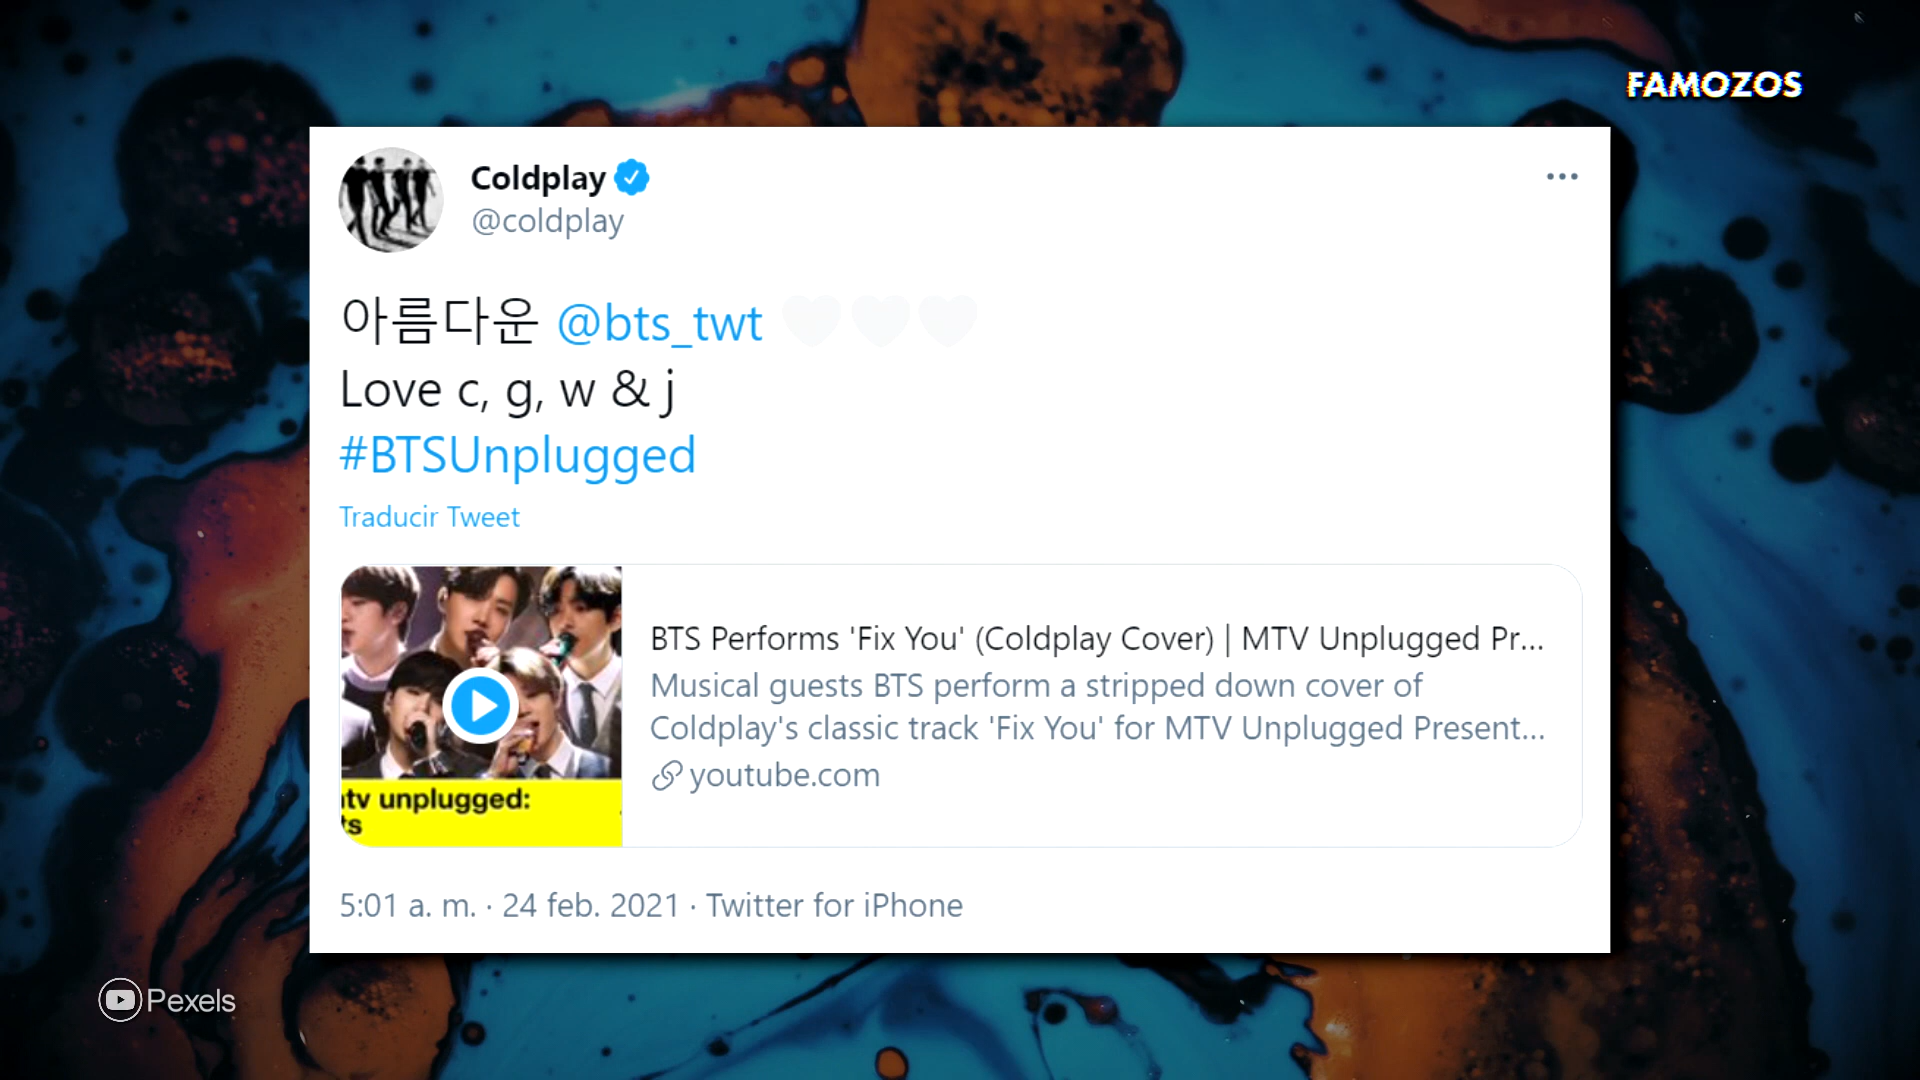 FAMOZOS
Coldplay
@coldplay
아름다운 @bts_twt 🤍🤍🤍
Love c, g, w & j
#BTSUnplugged
Traducir Tweet
BTS Performs 'Fix You' (Coldplay Cover) | MTV Unplugged Pr...
Musical guests BTS perform a stripped down cover of
Coldplay's classic track 'Fix You' for MTV Unplugged Present...
youtube.com
tv unplugged:
ts
5:01 a. m. · 24 feb. 2021 · Twitter for iPhone
Pexels